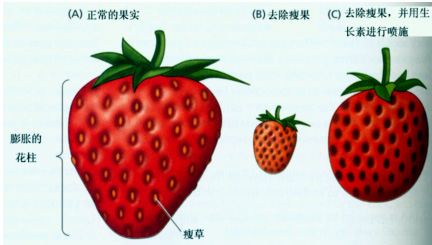 (A) 正常的果实
(B) 去除瘦果
(C) 去除瘦果，并用生
长素进行喷施
膨胀的
花柱
瘦草